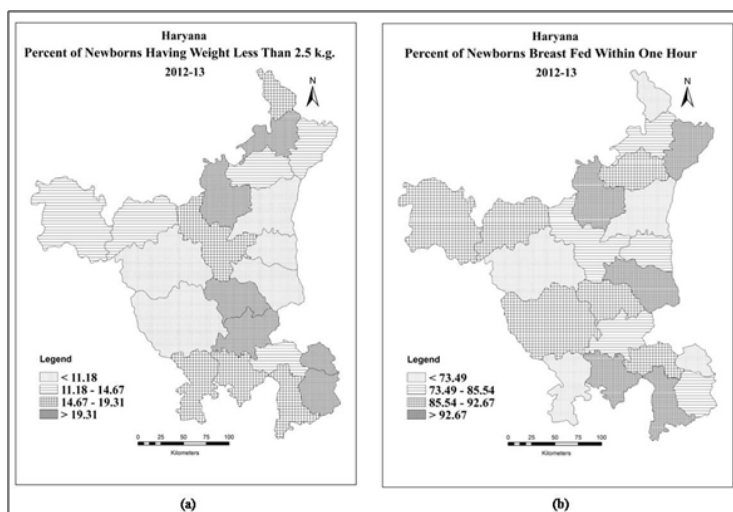 Haryana
Percent of Newborns Having Weight Less Than 2.5 k.g.
2012-13
N
Legend
< 11.18
11.18 - 14.67
14.67 - 19.31
> 19.31
0 25 50 75 100
Kilometers
(a)
Haryana
Percent of Newborns Breast Fed Within One Hour
2012-13
N
Legend
< 73.49
73.49 - 85.54
85.54 - 92.67
> 92.67
0 25 50 75 100
Kilometers
(b)